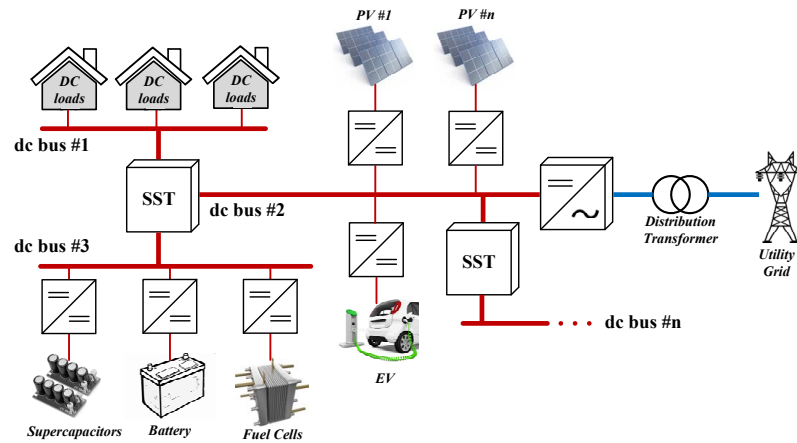 PV #1
PV #n
DC
loads
DC
loads
DC
loads
dc bus #1
SST
dc bus #2
Distribution
Transformer
Utility
Grid
dc bus #3
SST
dc bus #n
EV
Supercapacitors
Battery
Fuel Cells